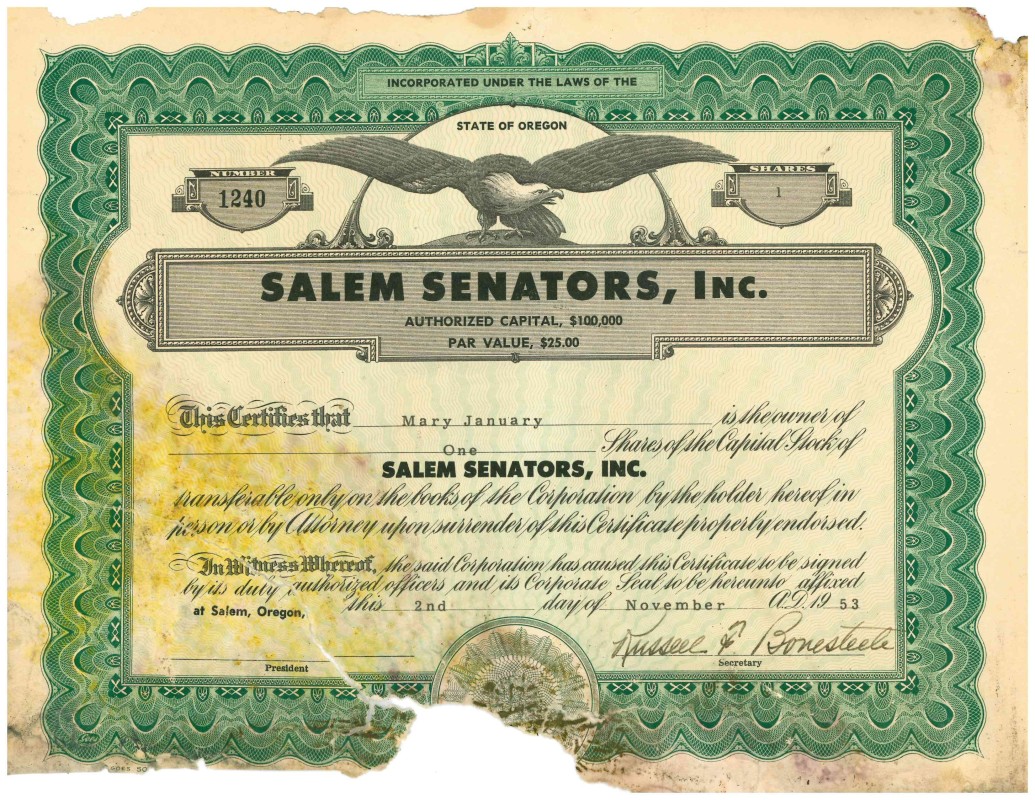 INCORPORATED UNDER THE LAWS OF THE
STATE OF OREGON
NUMBER
1240
SHARES
1
SALEM SENATORS, INC.
AUTHORIZED CAPITAL, $100,000
PAR VALUE, $25.00
This Certifies that Mary January is the owner of
One Shares of the Capital Stock of
SALEM SENATORS, INC.
transferable only on the books of the Corporation by the holder hereof in
person or by Attorney upon surrender of this Certificate properly endorsed.
In Witness Whereof, the said Corporation has caused this Certificate to be signed
by its duly authorized officers and its Corporate Seal to be hereunto affixed
at Salem, Oregon, this 2nd day of November A.D. 19 53
Russell F Bonesteele
President
Secretary
GOES 50